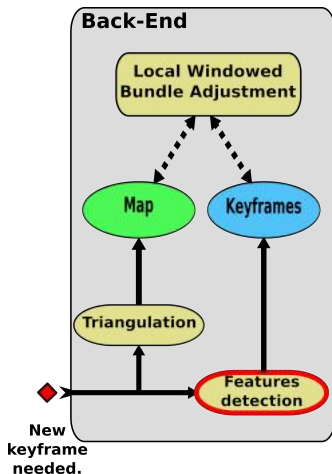 Back-End
Local Windowed
Bundle Adjustment
Map
Keyframes
Triangulation
Features
detection
New
keyframe
needed.